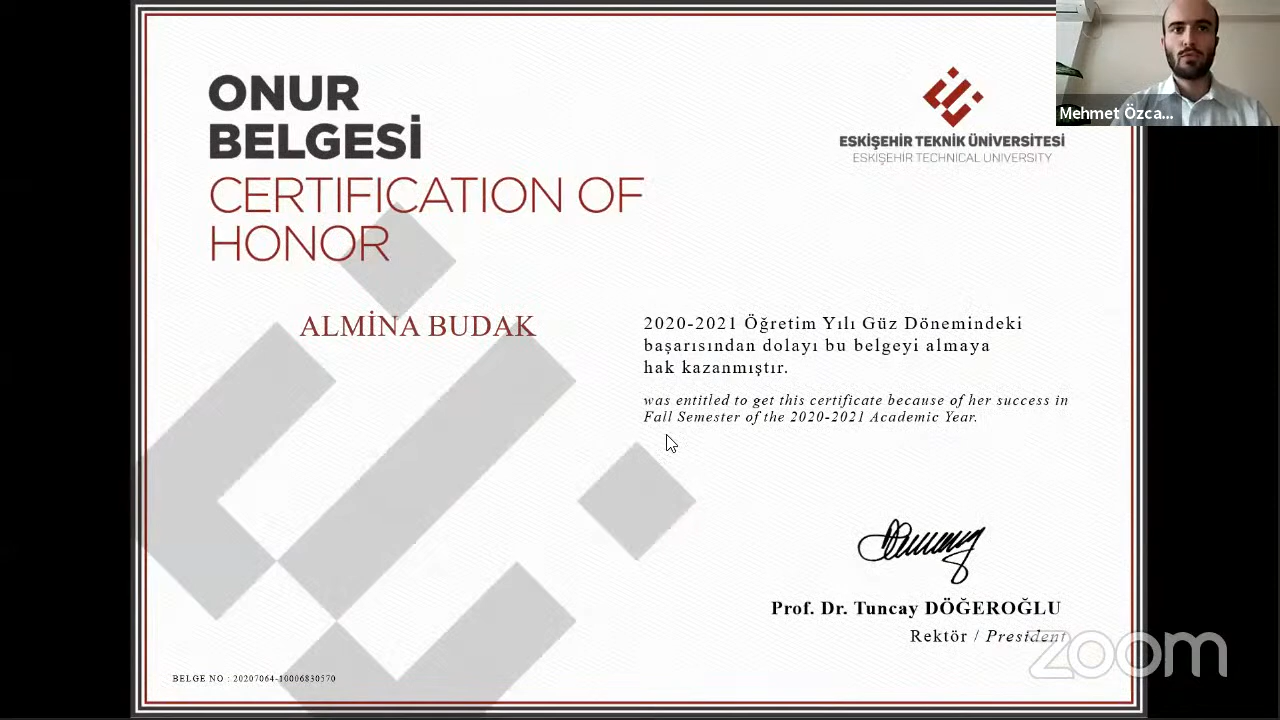 ONUR
BELGESİ
CERTIFICATION OF
HONOR
ESKİŞEHİR TEKNİK ÜNİVERSİTESİ
ESKİŞEHİR TECHNICAL UNIVERSITY
Mehmet Özca...
ALMİNA BUDAK
2020-2021 Öğretim Yılı Güz Dönemindeki
başarısından dolayı bu belgeyi almaya
hak kazanmıştır.
was entitled to get this certificate because of her success in
Fall Semester of the 2020-2021 Academic Year.
Prof. Dr. Tuncay DÖĞEROĞLU
Rektör / President
zoom
BELGE NO : 20207064-10006830570